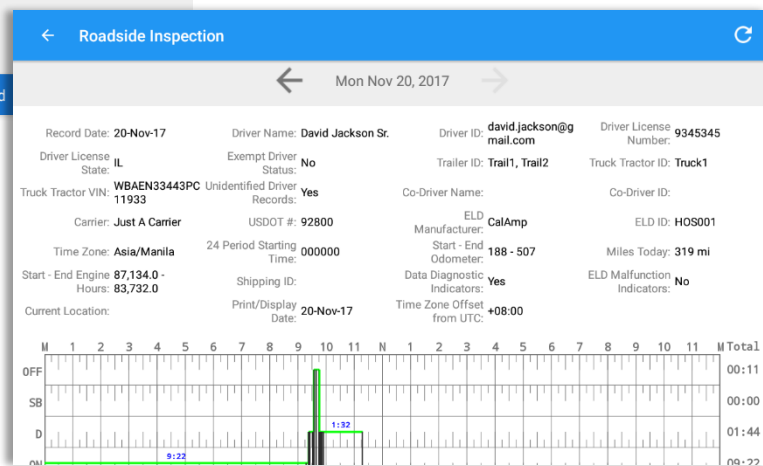 Roadside Inspection
Mon Nov 20, 2017
d
Record Date: 20-Nov-17 Driver Name: David Jackson Sr. Driver ID: david.jackson@g
mail.com Driver License
Number: 9345345
Driver License
State: IL Exempt Driver
Status: No Trailer ID: Trail1, Trail2 Truck Tractor ID: Truck1
Truck Tractor VIN: WBAEN33443PC
11933 Unidentified Driver
Records: Yes Co-Driver Name: Co-Driver ID:
Carrier: Just A Carrier USDOT #: 92800 ELD
Manufacturer: CalAmp ELD ID: HOS001
Time Zone: Asia/Manila 24 Period Starting
Time: 000000 Start - End
Odometer: 188 - 507 Miles Today: 319 mi
Start - End Engine
Hours: 87,134.0 -
83,732.0 Shipping ID: Data Diagnostic
Indicators: Yes ELD Malfunction
Indicators: No
Current Location: Print/Display
Date: 20-Nov-17 Time Zone Offset
from UTC: +08:00
M 1 2 3 4 5 6 7 8 9 10 11 N 1 2 3 4 5 6 7 8 9 10 11 M Total
OFF 00:11
SB 00:00
D 1:32 01:44
ON 9:22 09:22